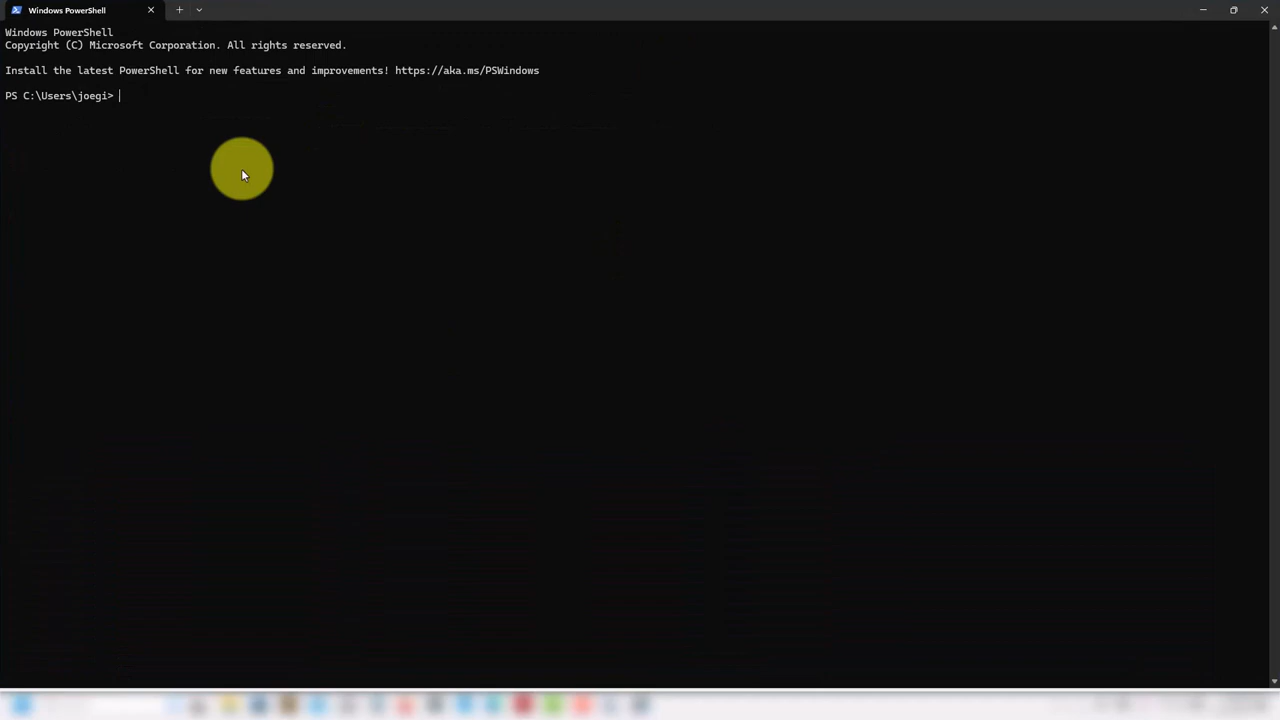 Windows PowerShell
Windows PowerShell
Copyright (C) Microsoft Corporation. All rights reserved.
Install the latest PowerShell for new features and improvements! https://aka.ms/PSWindows
PS C:\Users\joegi>